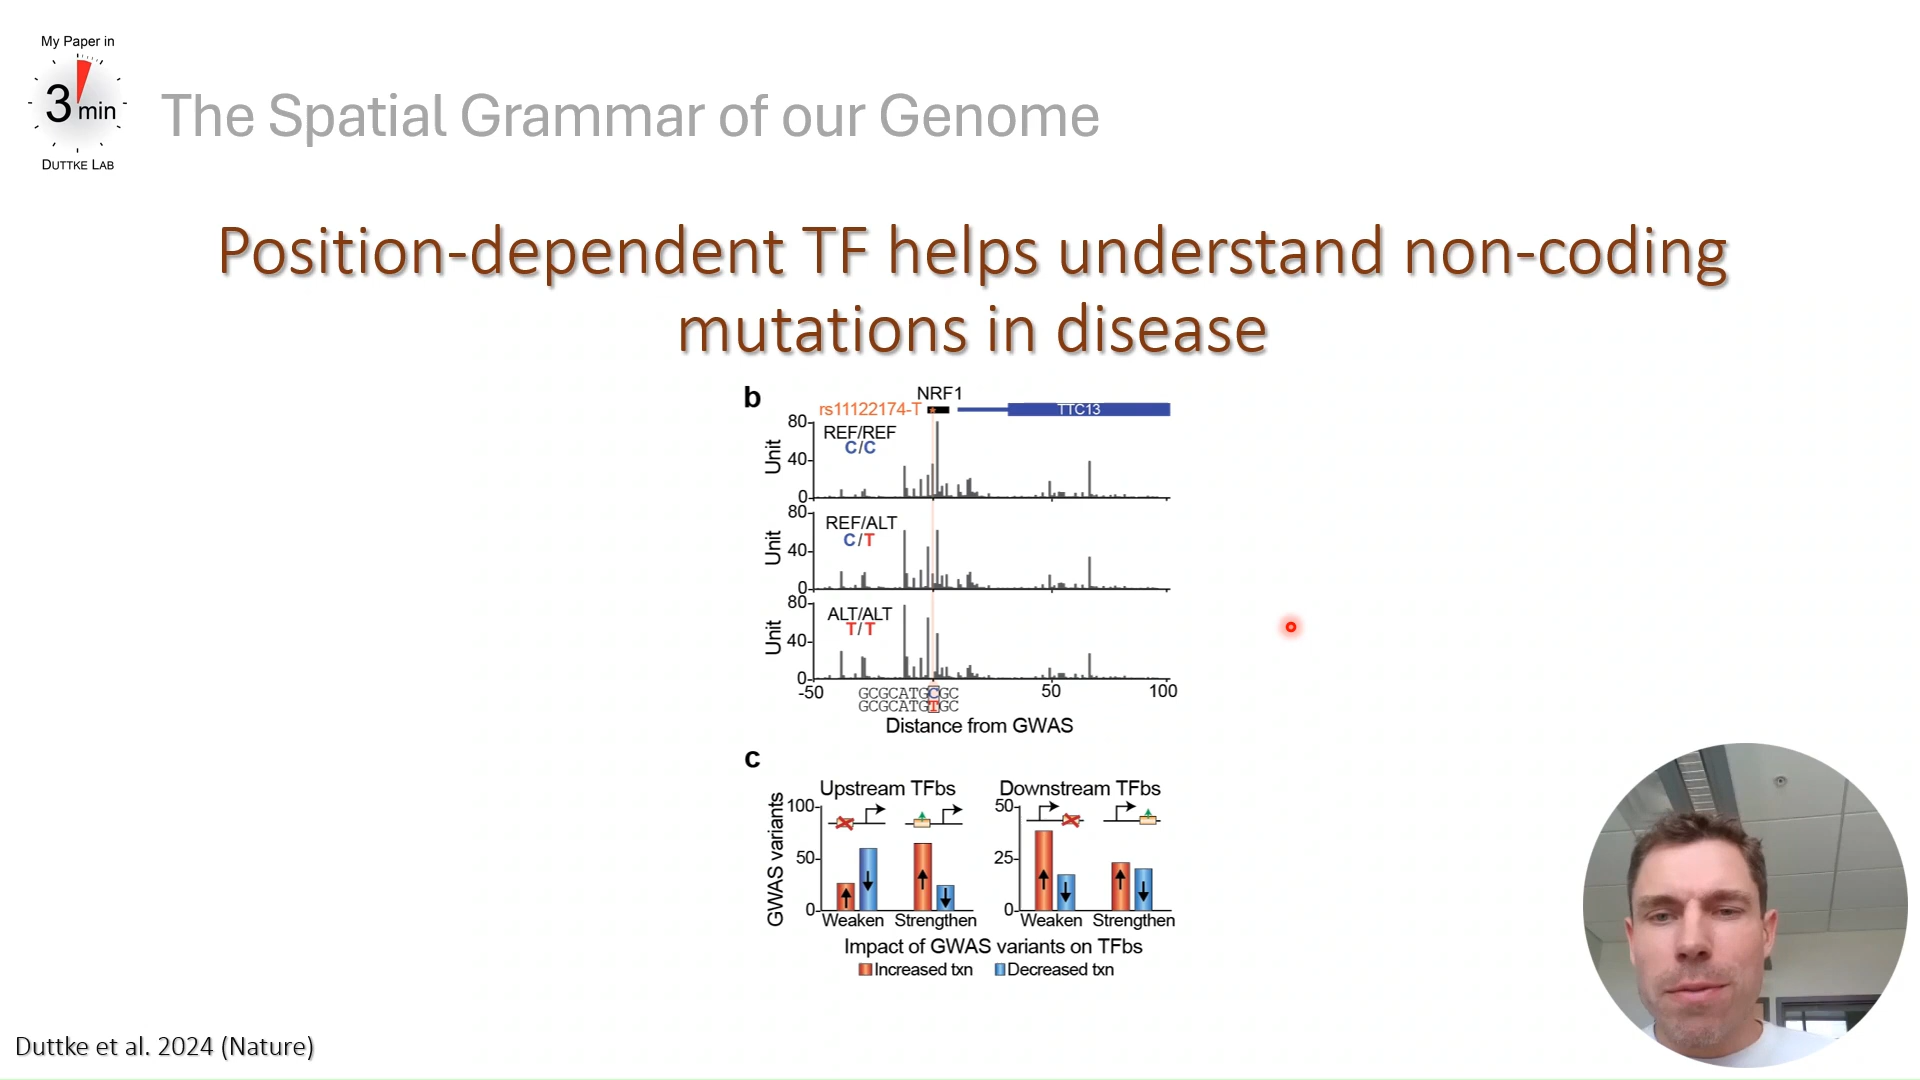 My Paper in
3 min
DUTTKE LAB
The Spatial Grammar of our Genome
Position-dependent TF helps understand non-coding
mutations in disease
b
NRF1
rs11122174-T
TTC13
80
40
0
Unit
REF/REF
C/C
80
40
0
Unit
REF/ALT
C/T
80
40
0
Unit
ALT/ALT
T/T
-50
50
100
GCGCATGCGC
GCGCATGTGC
Distance from GWAS
c
Upstream TFbs
Downstream TFbs
GWAS variants
100
50
0
50
25
0
Weaken
Strengthen
Weaken
Strengthen
Impact of GWAS variants on TFbs
Increased txn
Decreased txn
Duttke et al. 2024 (Nature)